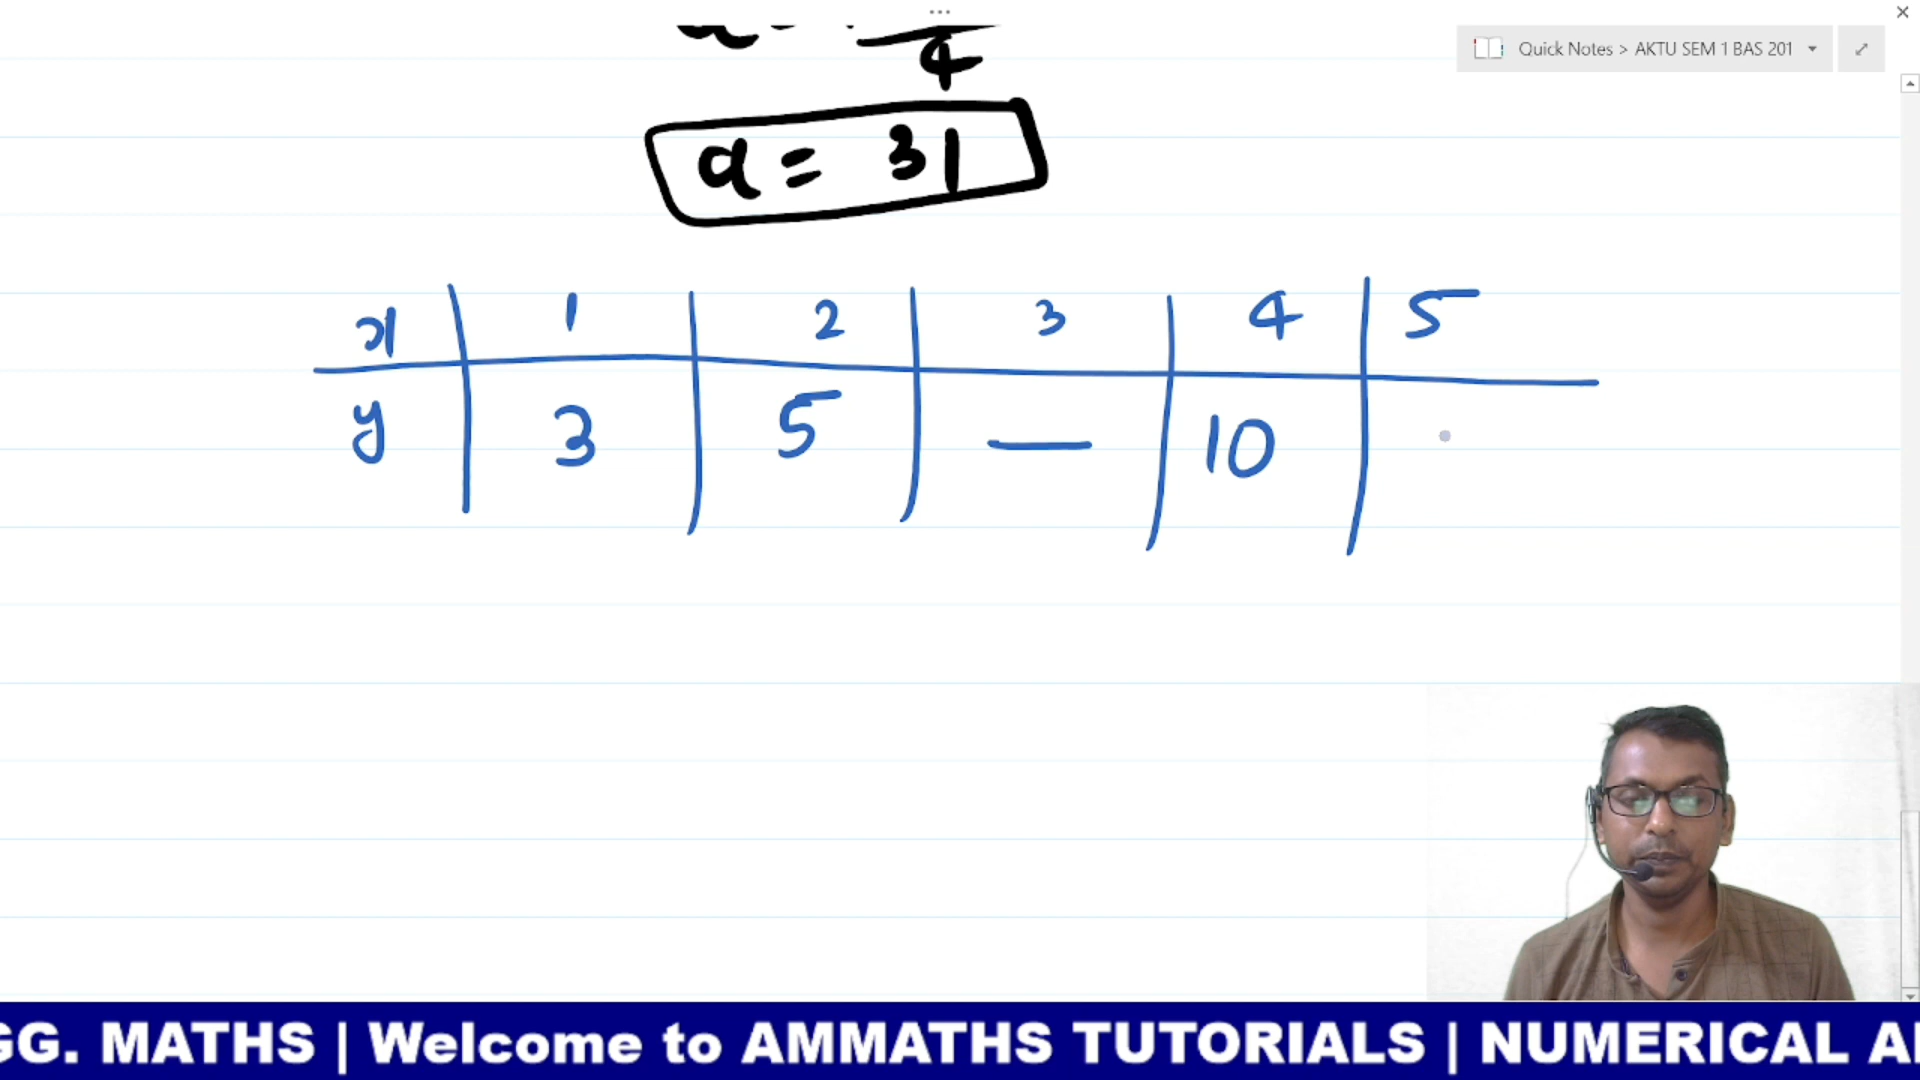 4
Quick Notes > AKTU SEM 1 BAS 201
a = 31
x 1 2 3 4 5
y 3 5 — 10
GG. MATHS | Welcome to AMMATHS TUTORIALS | NUMERICAL A